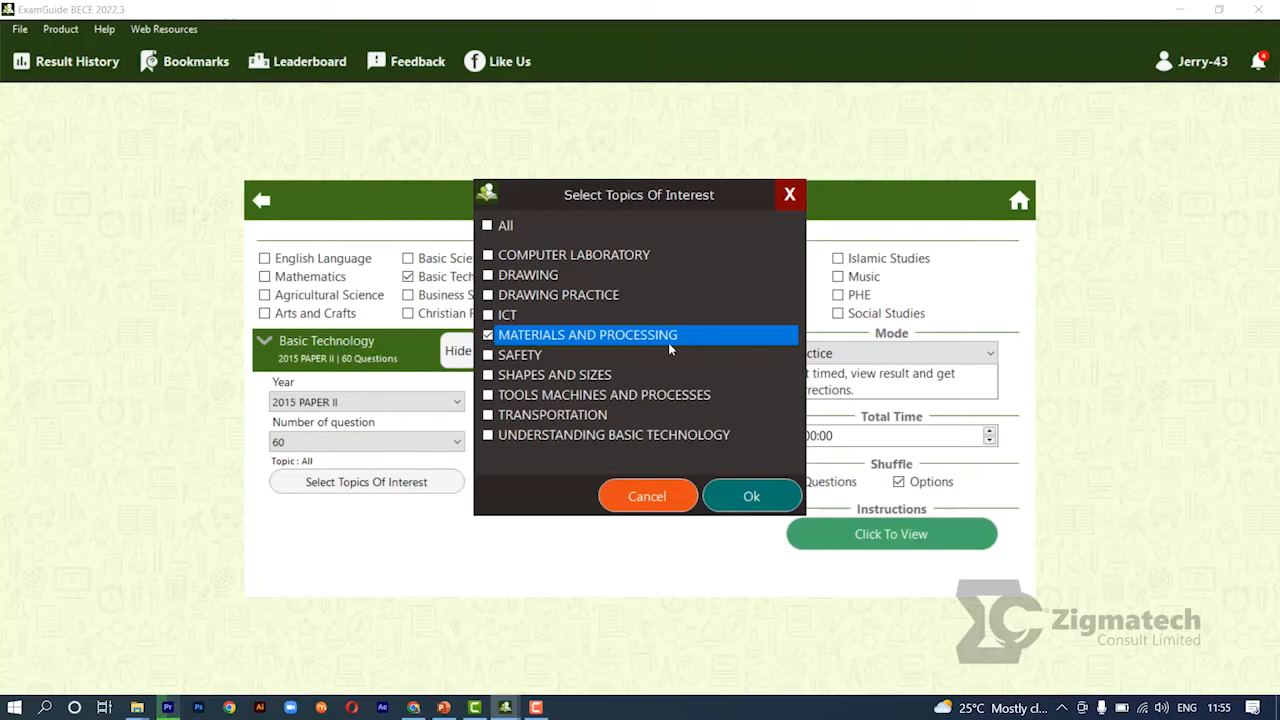 ExamGuide BECE 2022.3
File Product Help Web Resources
Result History Bookmarks Leaderboard Feedback Like Us Jerry-43 4
Select Topics Of Interest X
All
COMPUTER LABORATORY
DRAWING
DRAWING PRACTICE
ICT
MATERIALS AND PROCESSING
SAFETY
SHAPES AND SIZES
TOOLS MACHINES AND PROCESSES
TRANSPORTATION
UNDERSTANDING BASIC TECHNOLOGY
Cancel Ok
English Language Basic Scie
Mathematics Basic Tech
Agricultural Science Business S
Arts and Crafts Christian
Islamic Studies
Music
PHE
Social Studies
Basic Technology
2015 PAPER II | 60 Questions
Hide
Year
2015 PAPER II
Number of question
60
Topic : All
Select Topics Of Interest
Mode
ctice
t timed, view result and get
rrections.
Total Time
00:00
Shuffle
Questions Options
Instructions
Click To View
Zigmatech
Consult Limited
Pr Ps Ai Ae
25°C Mostly cl... 11:55